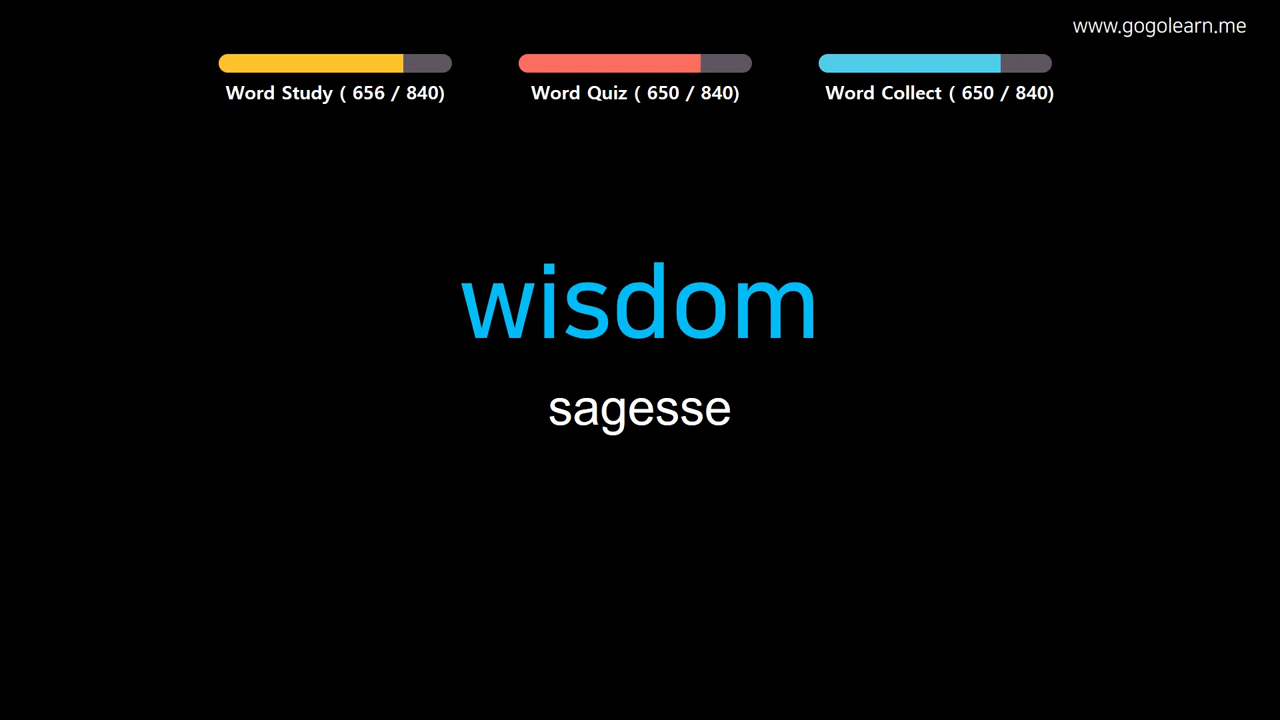 www.gogolearn.me
Word Study ( 656 / 840)
Word Quiz ( 650 / 840)
Word Collect ( 650 / 840)
wisdom
sagesse